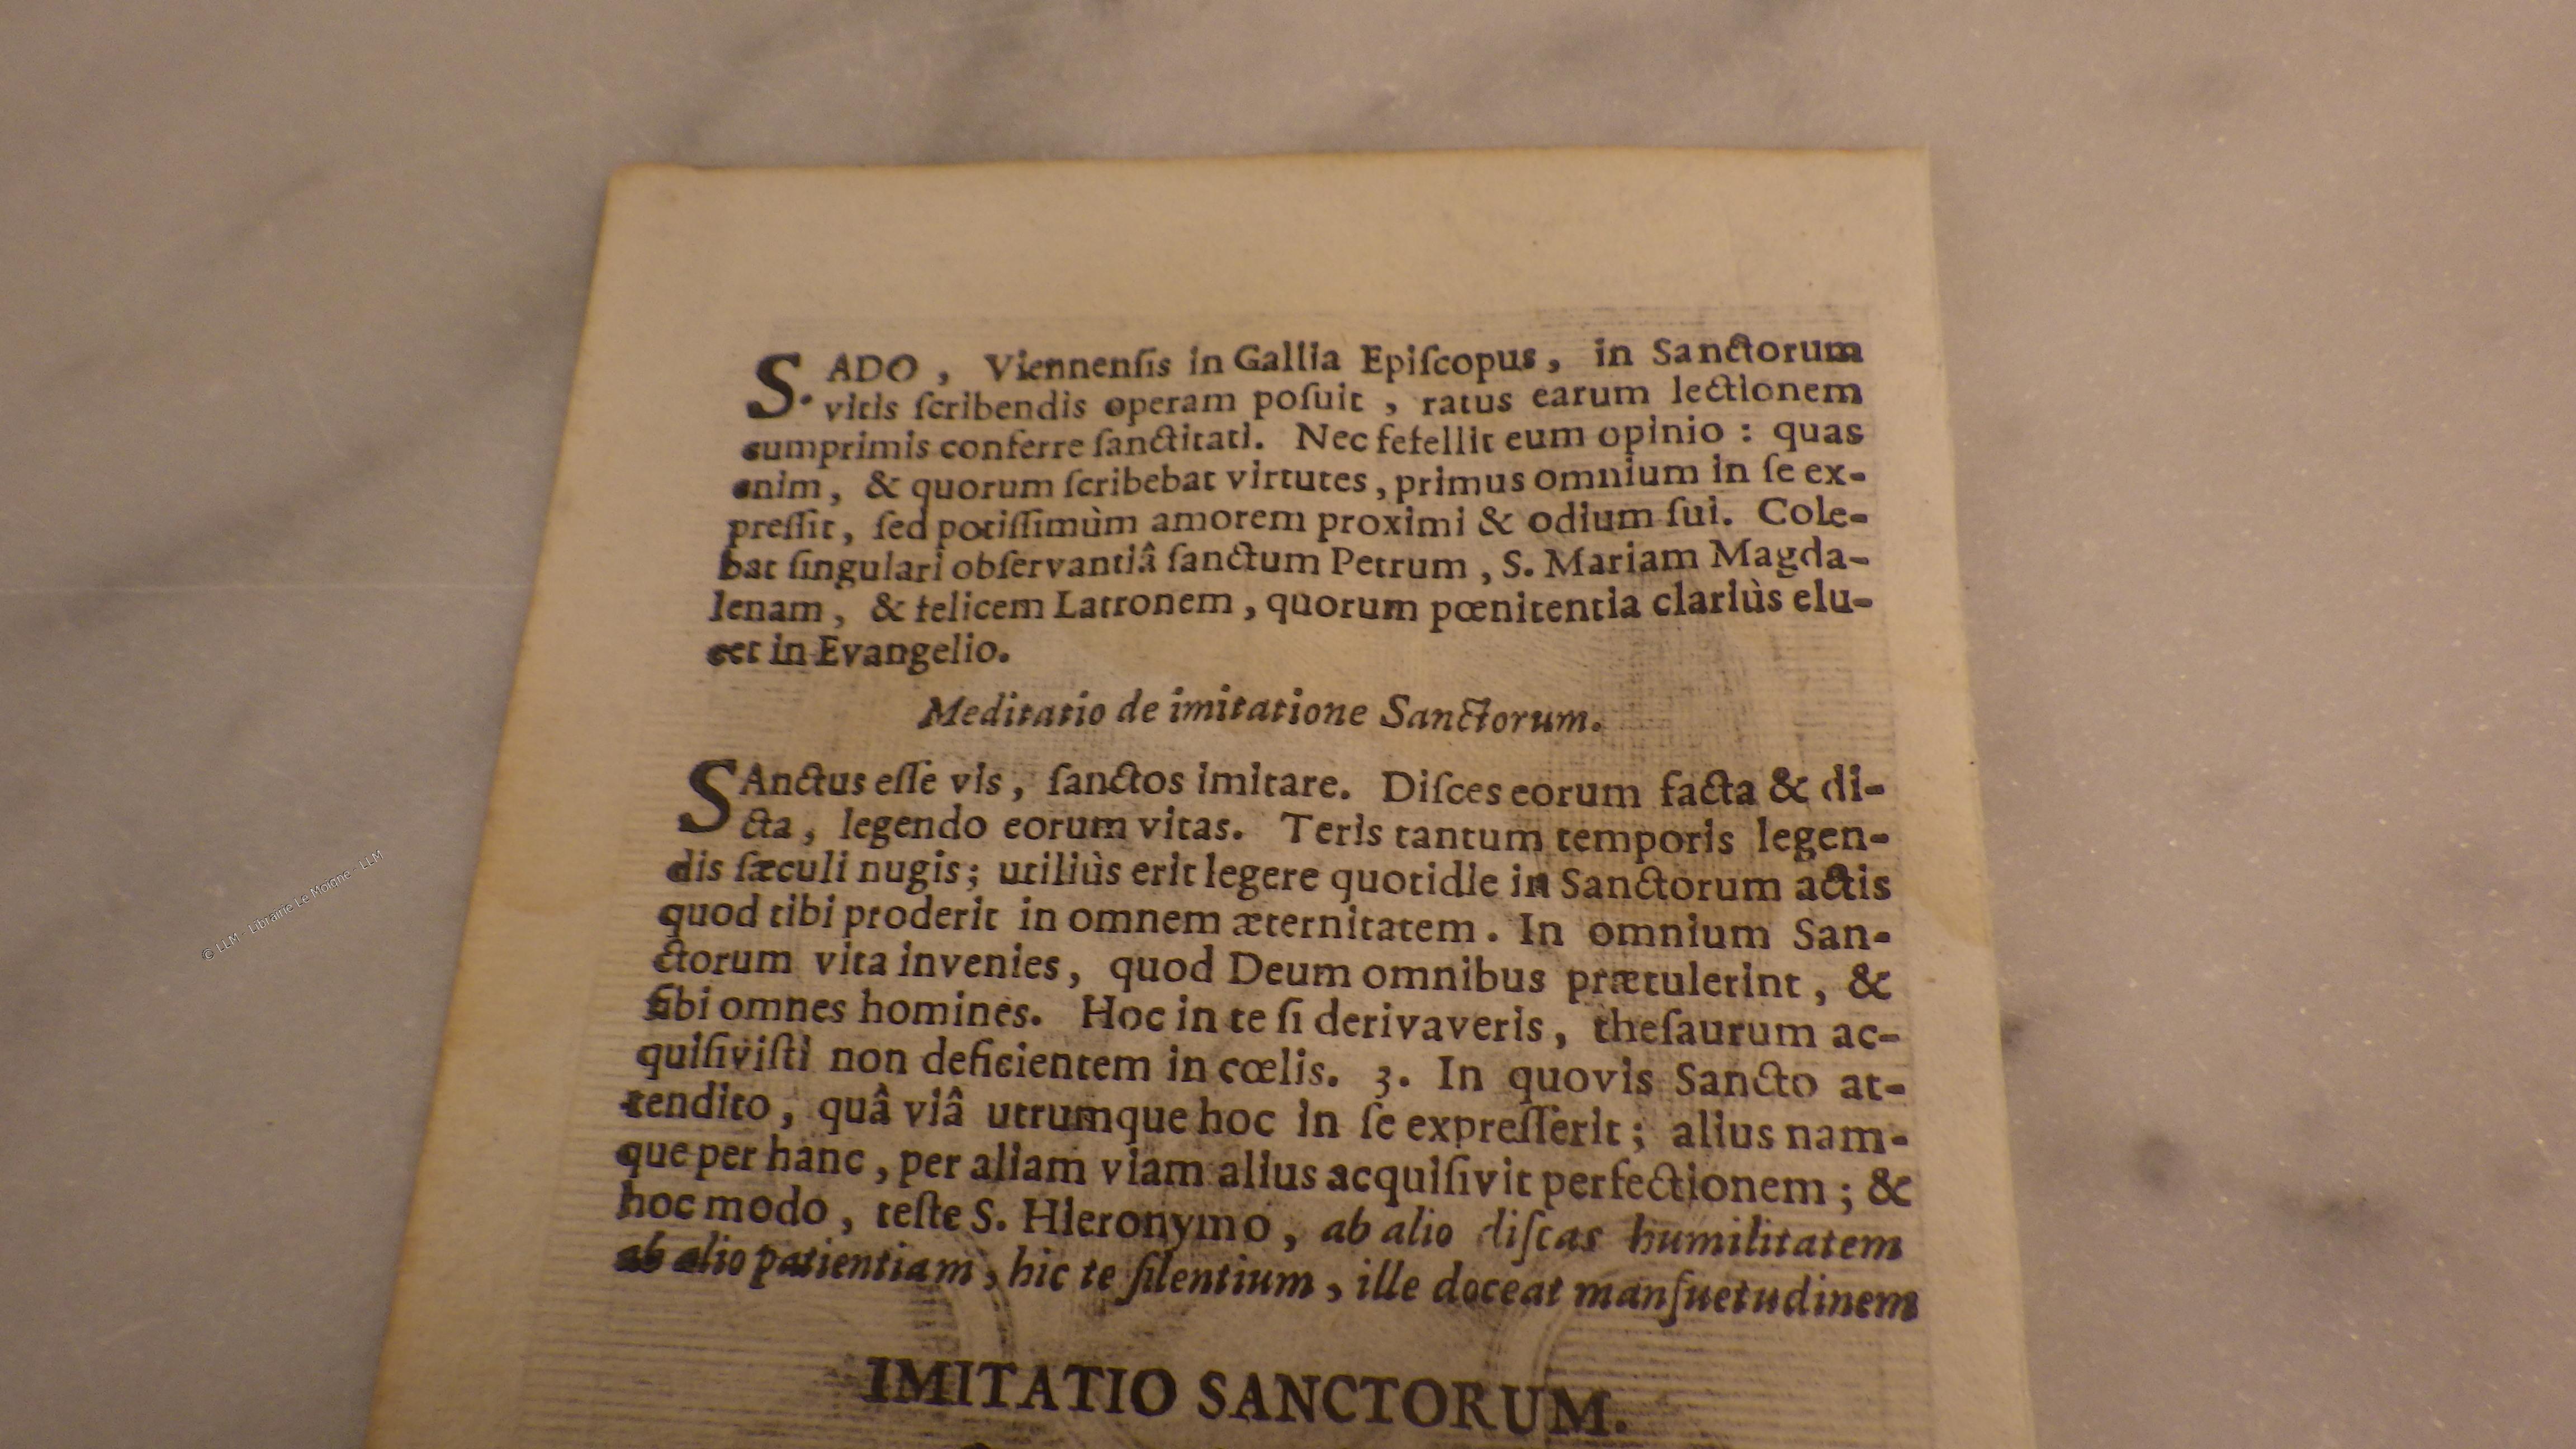 S. ADO, Viennenſis in Gallia Epiſcopus, in Sanctorum
vitis ſcribendis operam poſuit, ratus earum lectionem
cumprimis conferre ſanctitati. Nec fefellit eum opinio: quas
enim, & quorum ſcribebat virtutes, primus omnium in ſe ex-
preſſit, ſed potiſſimùm amorem proximi & odium ſui. Cole-
bat ſingulari obſervantiâ ſanctum Petrum, S. Mariam Magda-
lenam, & felicem Latronem, quorum pœnitentia clariùs elu-
cet in Evangelio.
Meditatio de imitatione Sanctorum.
SAnctus eſſe vis, ſanctos imitare. Diſces eorum facta & di-
cta, legendo eorum vitas. Teris tantum temporis legen-
dis ſæculi nugis; utiliùs erit legere quotidie in Sanctorum actis
quod tibi proderit in omnem æternitatem. In omnium San-
ctorum vita invenies, quod Deum omnibus prætulerint, &
ſibi omnes homines. Hoc in te ſi derivaveris, theſaurum ac-
quiſiviſti non deficientem in cœlis. 3. In quovis Sancto at-
tendito, quâ viâ utrumque hoc in ſe expreſſerit; alius nam-
que per hanc, per aliam viam alius acquiſivit perfectionem; &
hoc modo, teſte S. Hieronymo, ab alio diſcas humilitatem
ab alio patientiam, hic te ſilentium, ille doceat manſuetudinem
IMITATIO SANCTORUM.
© LLM - Librairie Le Moigne - LLM